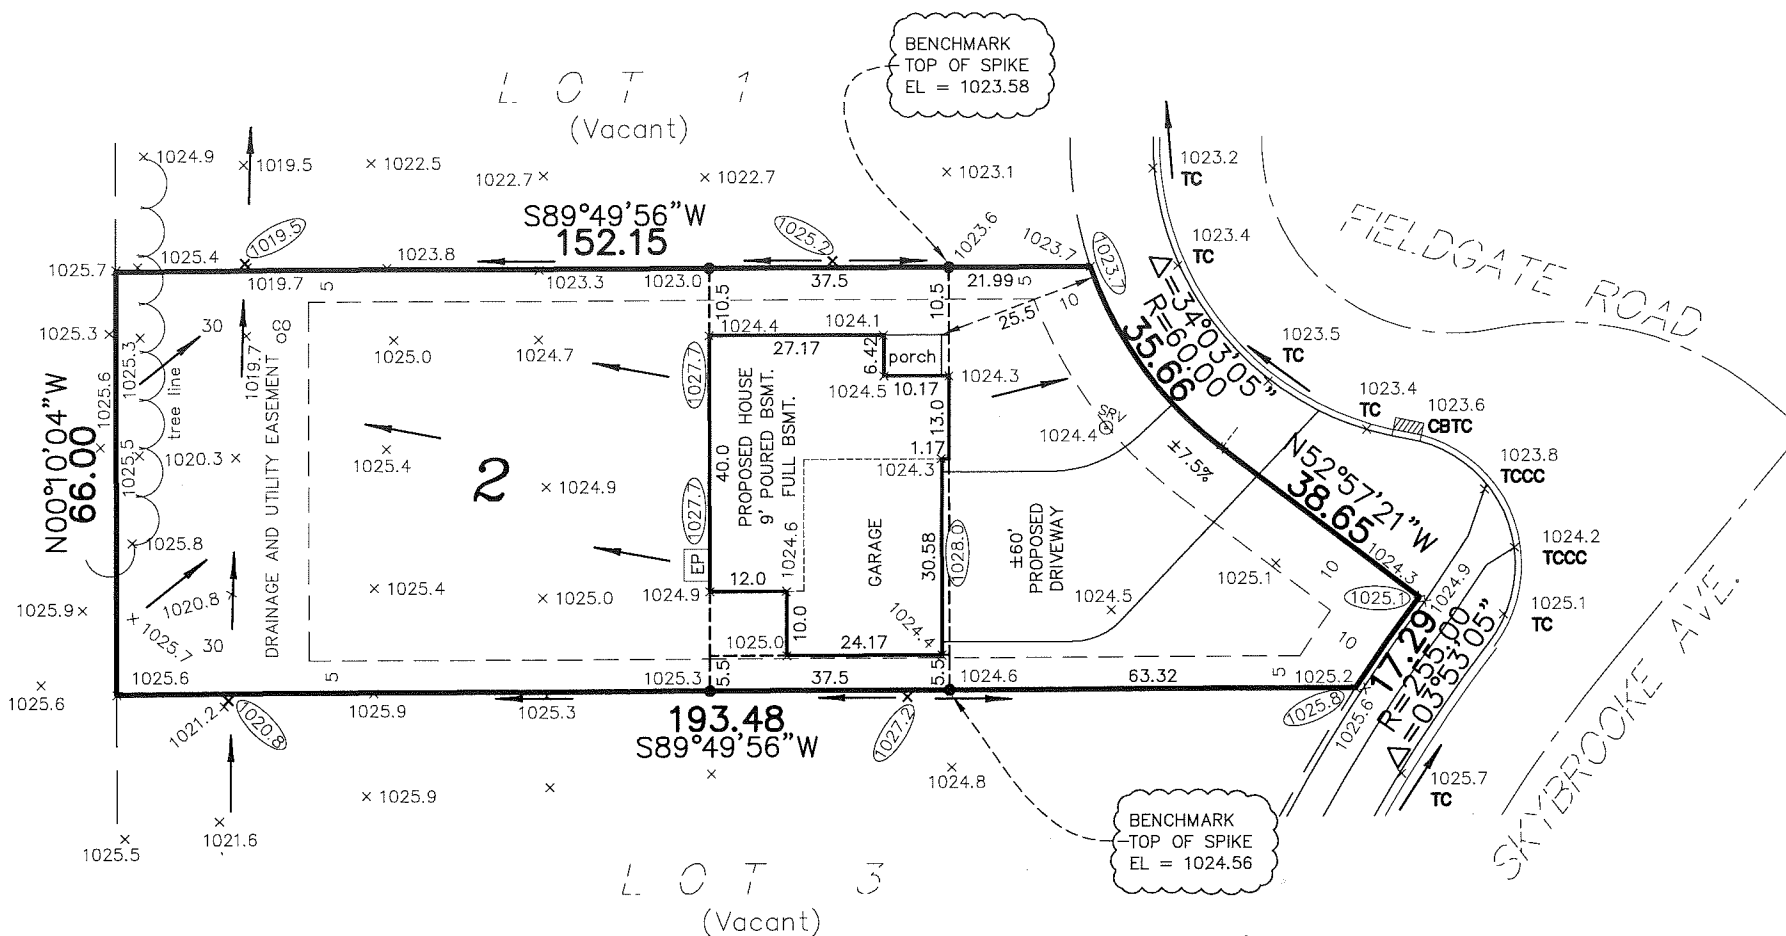 BENCHMARK
TOP OF SPIKE
EL = 1023.58
LOT 1
(Vacant)
1024.9
1019.5
1022.5
1022.7
1022.7
1023.1
1023.2
TC
S89°49'56"W
152.15
1019.5
1025.2
1023.6
1023.7
1023.7
1023.4
TC
FIELDGATE ROAD
1025.7
1025.4
1019.7
5
1023.8
1023.3
1023.0
37.5
21.99
5
Δ=34°03'05"
R=60.00
35.66
1025.3
1025.3
30
1019.7
CO
1025.0
1024.7
10.5
1024.4
1024.1
10.5
25.5
10
1023.5
TC
27.17
6.42
porch
1027.7
1024.5
10.17
1024.3
1023.4
TC
1023.6
CBTC
N00°10'04"W
66.00
1025.6
1025.5
tree line
1020.3
DRAINAGE AND UTILITY EASEMENT
1025.4
2
1024.9
1027.7
40.0
PROPOSED HOUSE
9' POURED BSMT.
FULL BSMT.
13.0
1.17
1024.3
SRV
1024.4
±7.5%
N52°57'21"W
38.65
1023.8
TCCC
1025.8
EP
1024.6
GARAGE
30.58
1028.0
±60'
PROPOSED
DRIVEWAY
1025.1
10
1024.3
1024.2
TCCC
1025.9
1020.8
1025.7
30
1025.4
1025.0
1024.9
12.0
10.0
1025.0
24.17
1024.4
1024.5
1025.1
1024.9
1025.1
TC
10
17.29
R=255.00
Δ=03°53'05"
1025.6
1025.6
5
1025.3
5.5
37.5
5.5
1024.6
63.32
5
1025.2
1025.8
1025.6
1021.2
1020.8
1025.9
1025.3
193.48
S89°49'56"W
1027.2
1024.8
1025.7
TC
SKYBROOKE AVE.
1025.9
1025.5
1021.6
BENCHMARK
TOP OF SPIKE
EL = 1024.56
LOT 3
(Vacant)